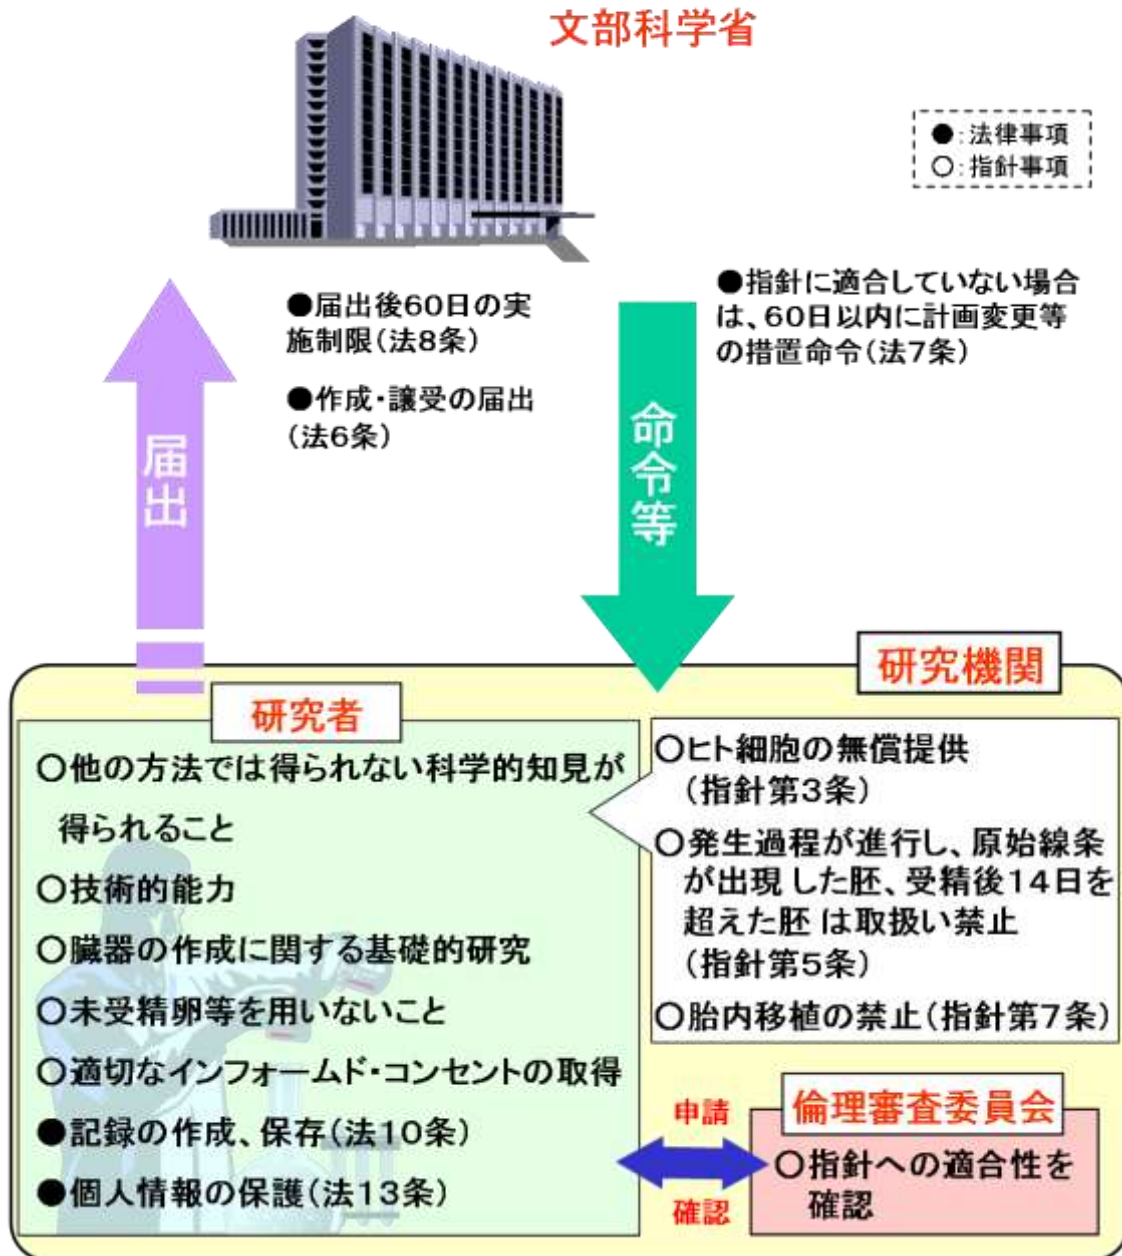 文部科学省
●:法律事項
○:指針事項
●届出後60日の実
施制限(法8条)
●作成・譲受の届出
(法6条)
●指針に適合していない場合
は、60日以内に計画変更等
の措置命令(法7条)
届出
命令等
研究機関
研究者
○他の方法では得られない科学的知見が
得られること
○技術的能力
○臓器の作成に関する基礎的研究
○未受精卵等を用いないこと
○適切なインフォームド・コンセントの取得
●記録の作成、保存(法10条)
●個人情報の保護(法13条)
○ヒト細胞の無償提供
(指針第3条)
○発生過程が進行し、原始線条
が出現した胚、受精後14日を
超えた胚は取扱い禁止
(指針第5条)
○胎内移植の禁止(指針第7条)
申請
確認
倫理審査委員会
○指針への適合性を
確認